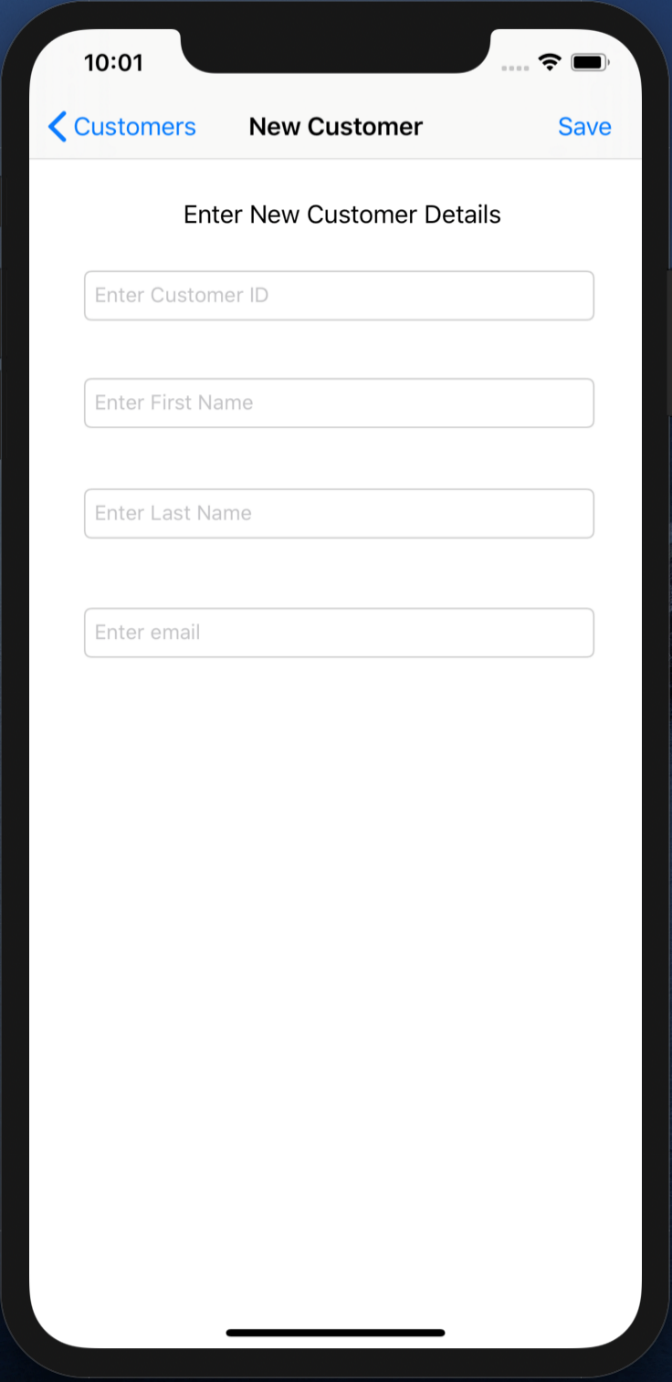 10:01
Customers New Customer Save
Enter New Customer Details
Enter Customer ID
Enter First Name
Enter Last Name
Enter email